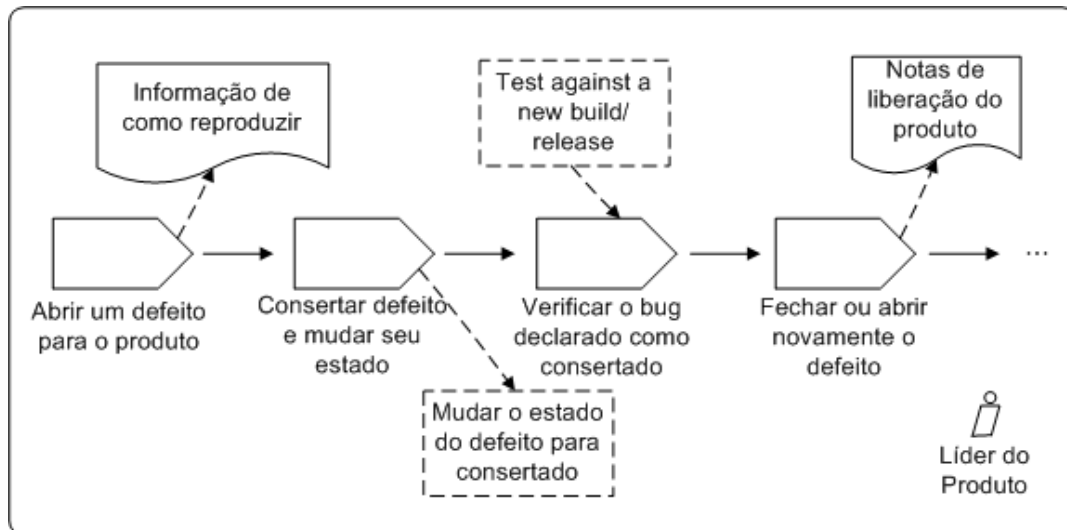 Informação de
como reproduzir
Test against a
new build/
release
Notas de
liberação do
produto
Abrir um defeito
para o produto
Consertar defeito
e mudar seu
estado
Verificar o bug
declarado como
consertado
Fechar ou abrir
novamente o
defeito
...
Mudar o estado
do defeito para
consertado
Líder do
Produto